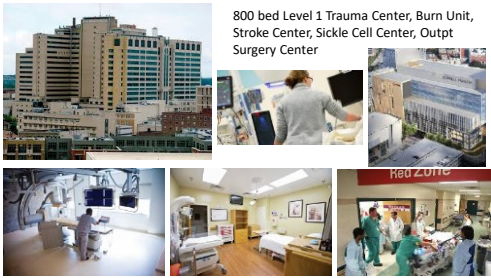 800 bed Level 1 Trauma Center, Burn Unit,
Stroke Center, Sickle Cell Center, Outpt
Surgery Center
Red Zone